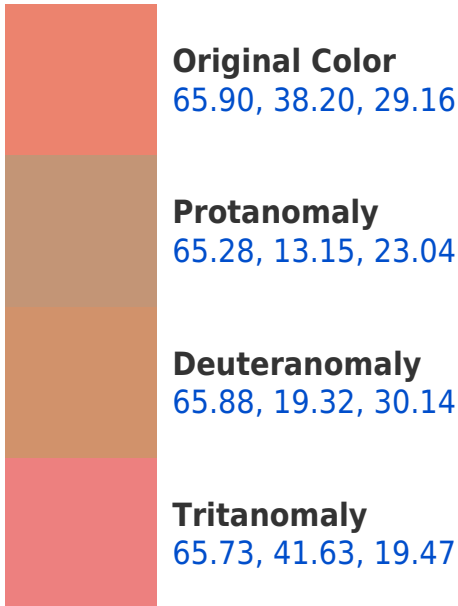 Original Color
65.90, 38.20, 29.16
Protanomaly
65.28, 13.15, 23.04
Deuteranomaly
65.88, 19.32, 30.14
Tritanomaly
65.73, 41.63, 19.47